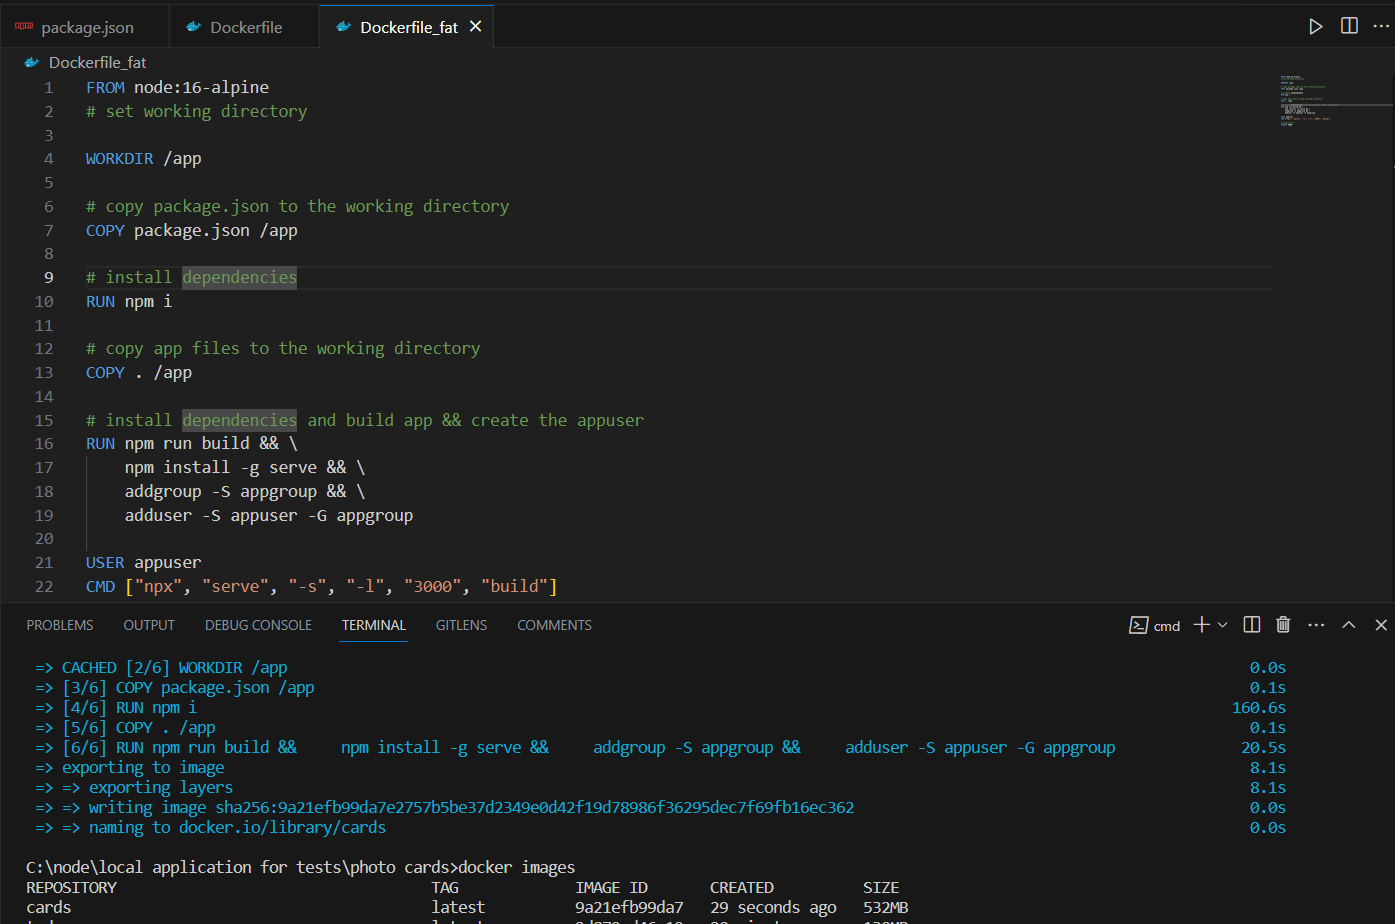 package.json
Dockerfile
Dockerfile_fat
Dockerfile_fat
1 FROM node:16-alpine
2 # set working directory
3
4 WORKDIR /app
5
6 # copy package.json to the working directory
7 COPY package.json /app
8
9 # install dependencies
10 RUN npm i
11
12 # copy app files to the working directory
13 COPY . /app
14
15 # install dependencies and build app && create the appuser
16 RUN npm run build && \
17 npm install -g serve && \
18 addgroup -S appgroup && \
19 adduser -S appuser -G appgroup
20
21 USER appuser
22 CMD ["npx", "serve", "-s", "-l", "3000", "build"]
PROBLEMS OUTPUT DEBUG CONSOLE TERMINAL GITLENS COMMENTS cmd
=> CACHED [2/6] WORKDIR /app 0.0s
=> [3/6] COPY package.json /app 0.1s
=> [4/6] RUN npm i 160.6s
=> [5/6] COPY . /app 0.1s
=> [6/6] RUN npm run build && npm install -g serve && addgroup -S appgroup && adduser -S appuser -G appgroup 20.5s
=> exporting to image 8.1s
=> => exporting layers 8.1s
=> => writing image sha256:9a21efb99da7e2757b5be37d2349e0d42f19d78986f36295dec7f69fb16ec362 0.0s
=> => naming to docker.io/library/cards 0.0s
C:\node\local application for tests\photo cards>docker images
REPOSITORY TAG IMAGE ID CREATED SIZE
cards latest 9a21efb99da7 29 seconds ago 532MB